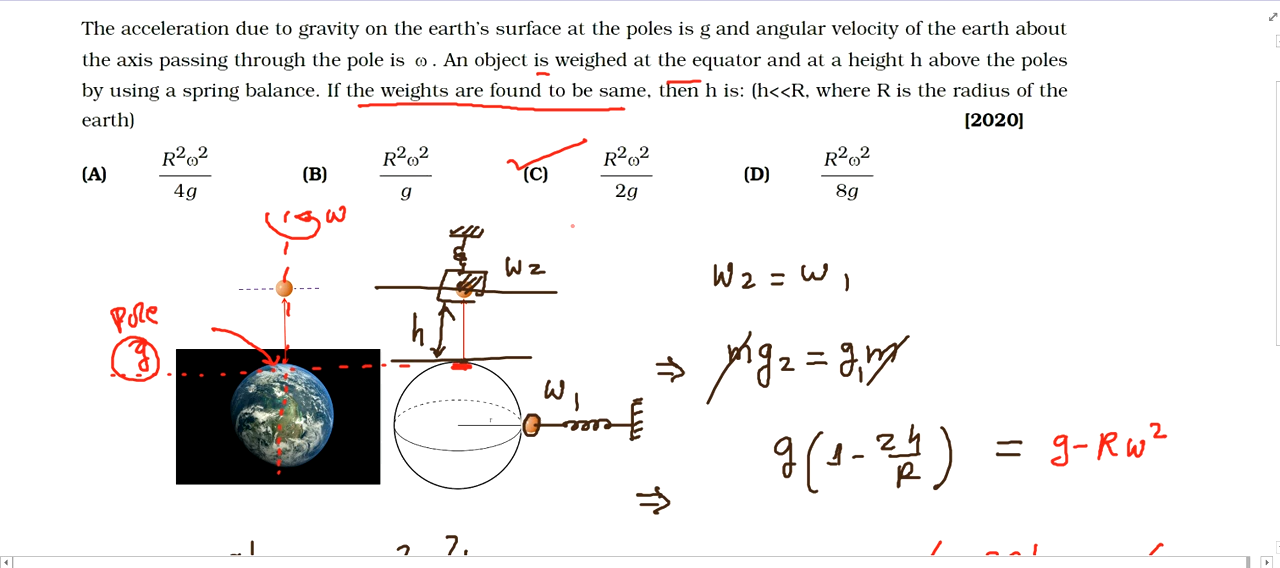 The acceleration due to gravity on the earth's surface at the poles is g and angular velocity of the earth about
the axis passing through the pole is ω. An object is weighed at the equator and at a height h above the poles
by using a spring balance. If the weights are found to be same, then h is: (h<<R, where R is the radius of the
earth) [2020]
(A) R²ω²/4g (B) R²ω²/g (C) R²ω²/2g (D) R²ω²/8g
ω
W2
W2 = W1
Pole
g
h
mg2 = g1m
W1
r
g(1 - 2h/R) = g - Rω²